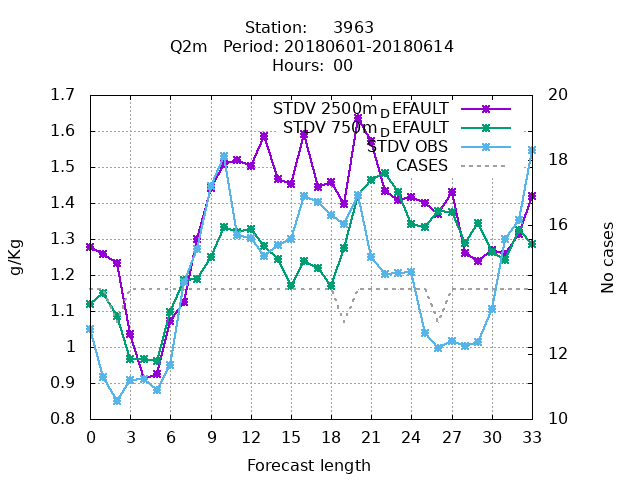 Station: 3963
Q2m Period: 20180601-20180614
Hours: 00
g/Kg
1.7
1.6
1.5
1.4
1.3
1.2
1.1
1
0.9
0.8
STDV 2500m_DEFAULT
STDV 750m_DEFAULT
STDV OBS
CASES
20
18
16
14
12
10
No cases
0 3 6 9 12 15 18 21 24 27 30 33
Forecast length